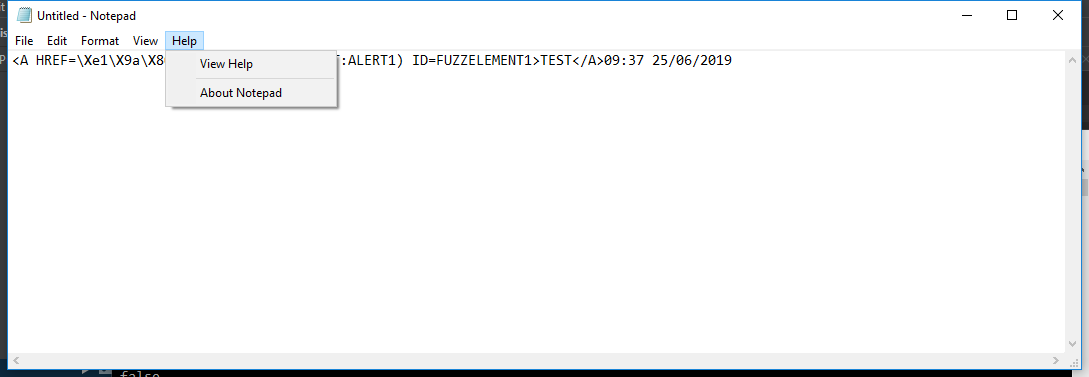 Untitled - Notepad
File Edit Format View Help
<A HREF=\Xe1\X9a\X8 T:ALERT1) ID=FUZZELEMENT1>TEST</A>09:37 25/06/2019
View Help
About Notepad
false